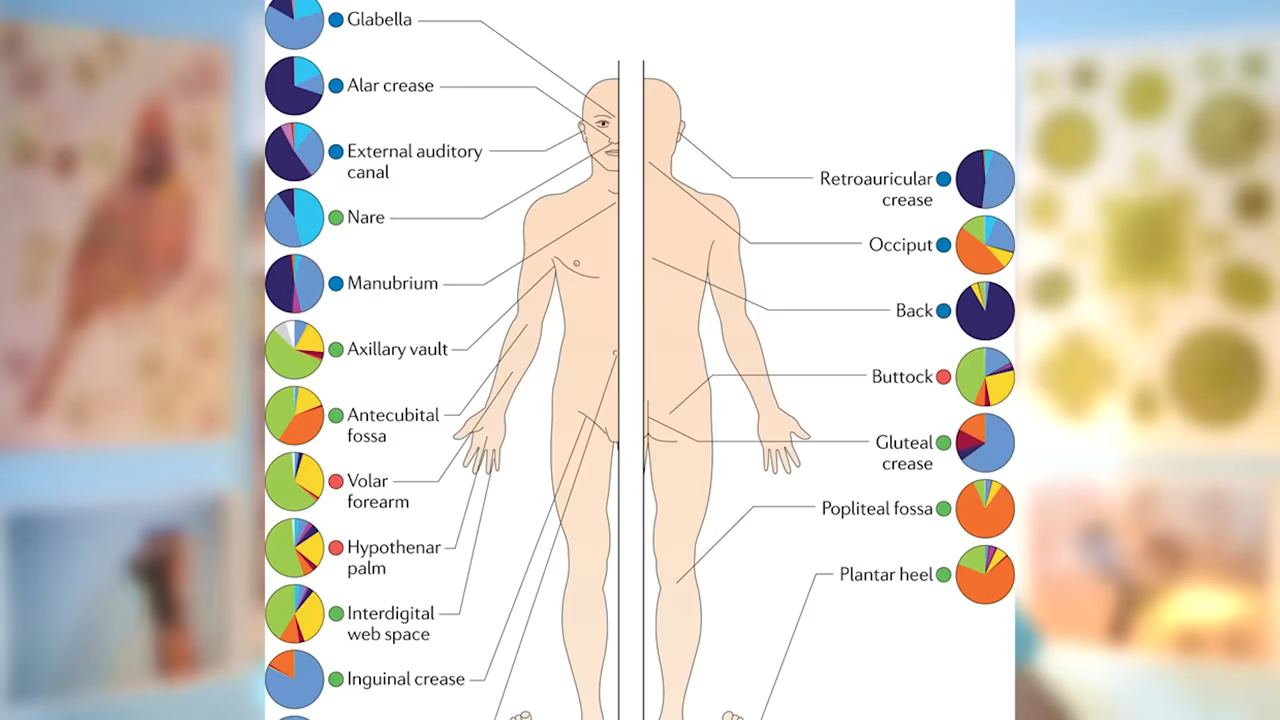 Glabella
Alar crease
External auditory
canal
Nare
Manubrium
Axillary vault
Antecubital
fossa
Volar
forearm
Hypothenar
palm
Interdigital
web space
Inguinal crease
Retroauricular
crease
Occiput
Back
Buttock
Gluteal
crease
Popliteal fossa
Plantar heel